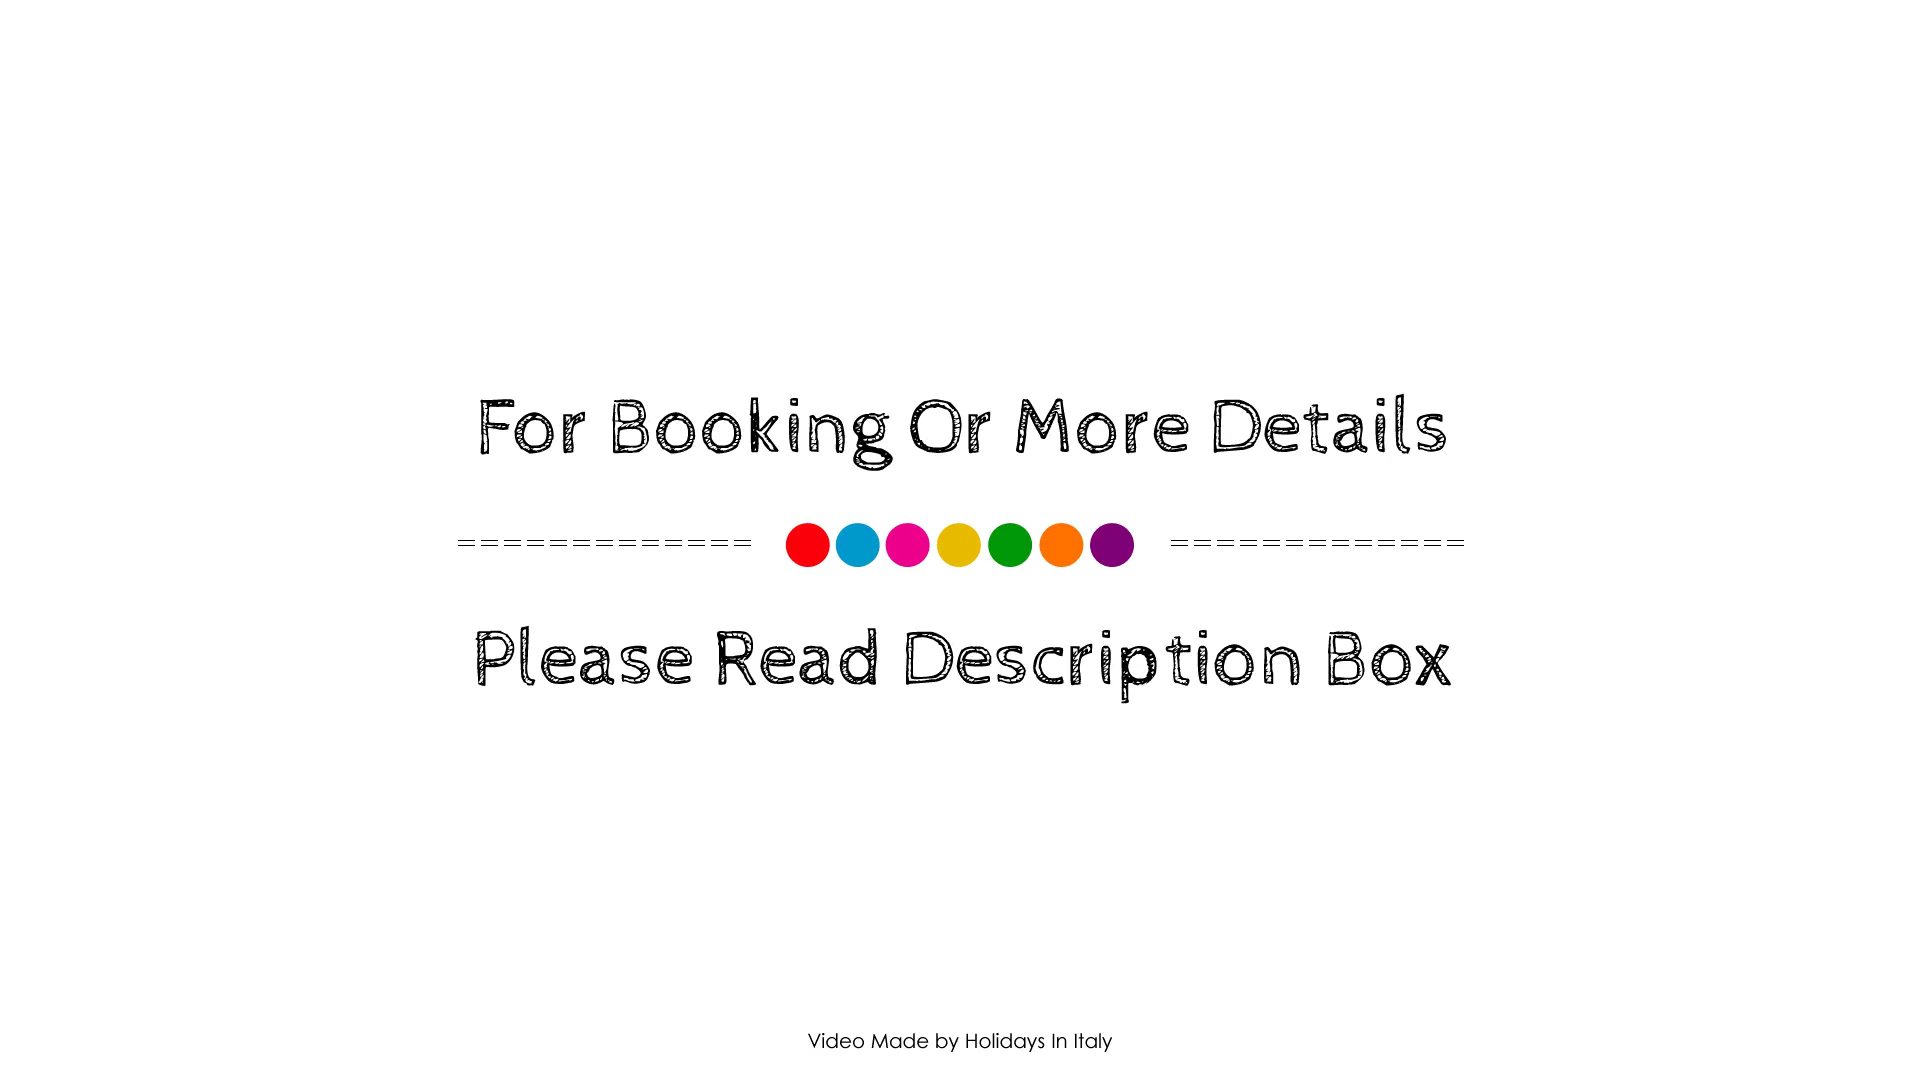 For Booking Or More Details
============= =============
Please Read Description Box
Video Made by Holidays In Italy